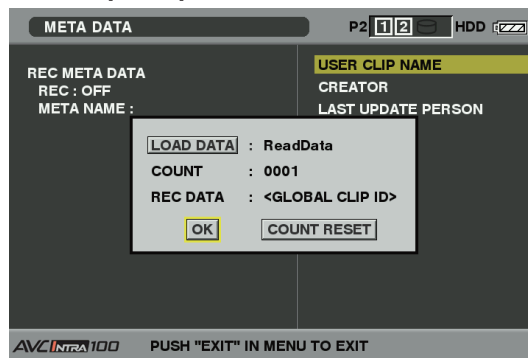 META DATA
P2 1 2 HDD
REC META DATA
REC : OFF
META NAME :
USER CLIP NAME
CREATOR
LAST UPDATE PERSON
LOAD DATA : ReadData
COUNT : 0001
REC DATA : <GLOBAL CLIP ID>
OK COUNT RESET
AVC INTRA 100 PUSH "EXIT" IN MENU TO EXIT